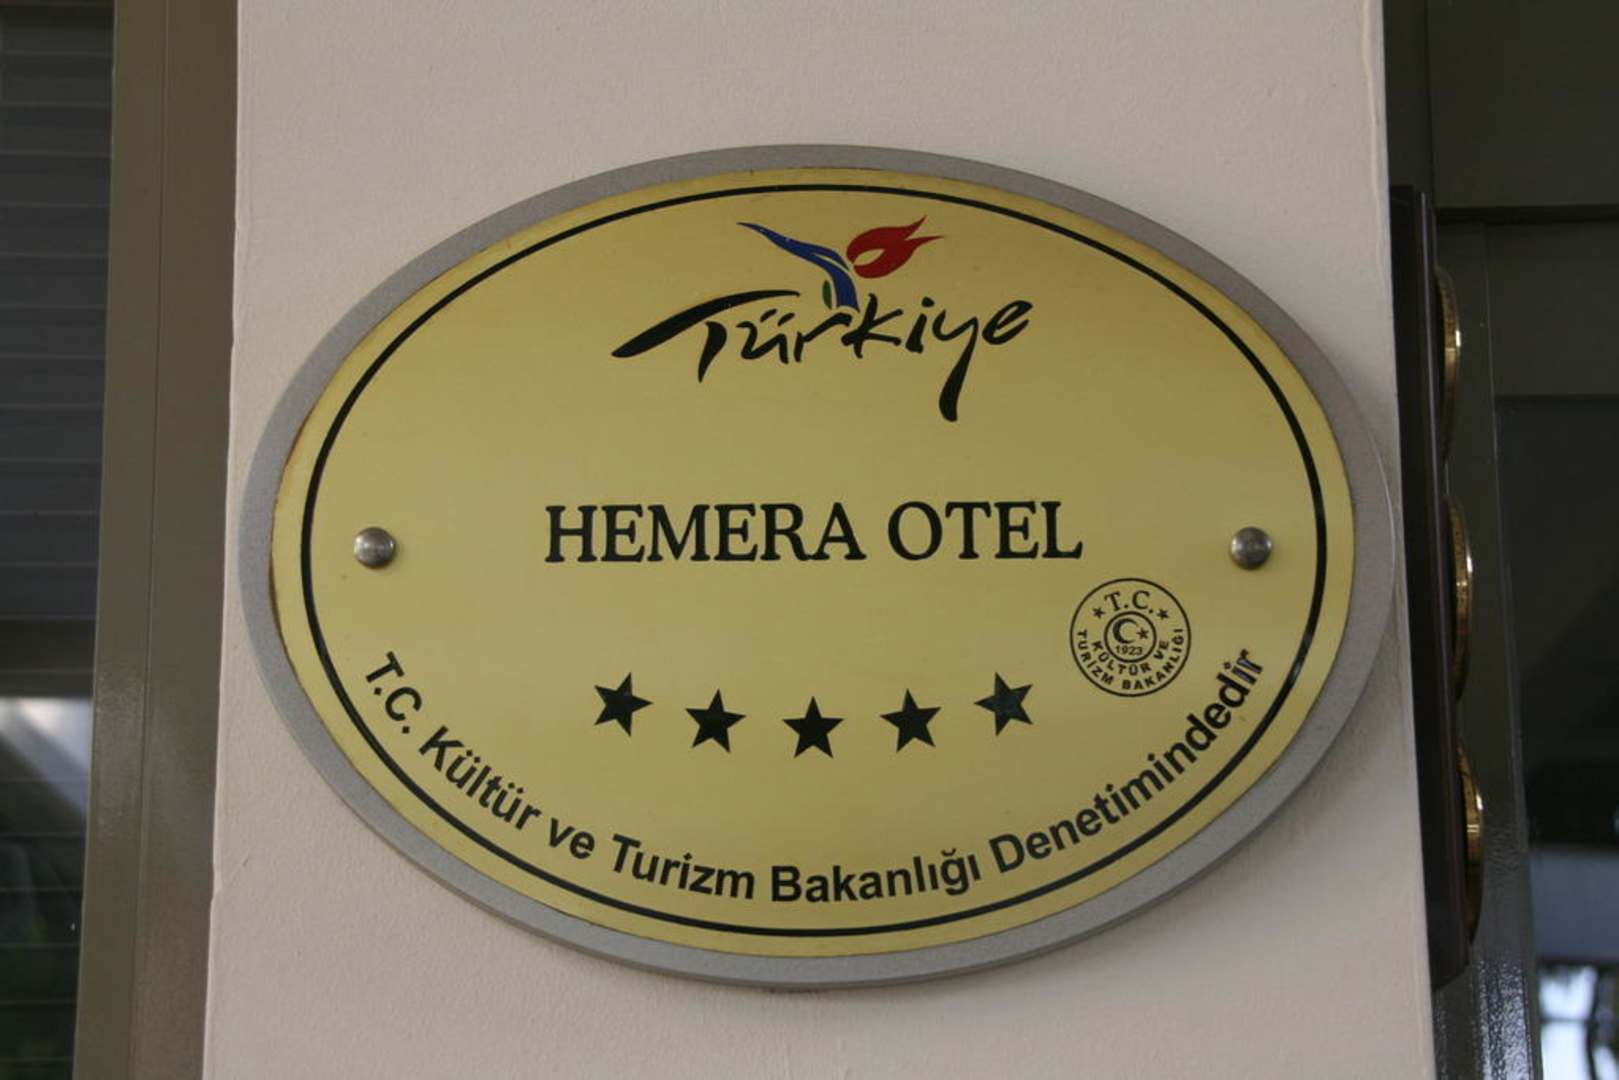 Türkiye
HEMERA OTEL
T.C.
1923
KÜLTÜR VE
TURİZM BAKANLIĞI
T.C. Kültür ve Turizm Bakanlığı Denetimindedir